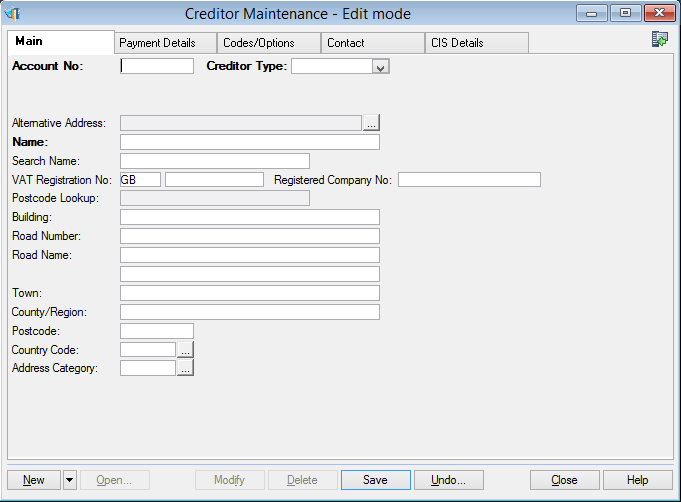 Creditor Maintenance - Edit mode
Main Payment Details Codes/Options Contact CIS Details
Account No: Creditor Type:
Alternative Address: ...
Name:
Search Name:
VAT Registration No: GB Registered Company No:
Postcode Lookup:
Building:
Road Number:
Road Name:
Town:
County/Region:
Postcode:
Country Code: ...
Address Category: ...
New Open... Modify Delete Save Undo... Close Help